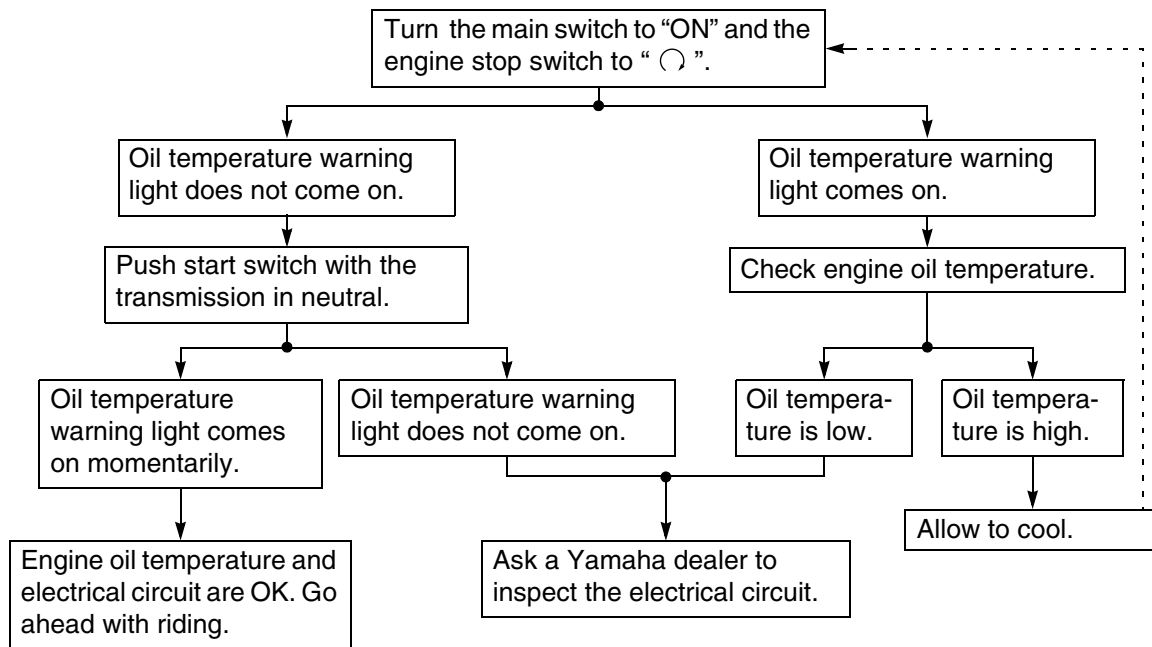 Turn the main switch to “ON” and the
engine stop switch to “ ”.
Oil temperature warning
light does not come on.
Oil temperature warning
light comes on.
Push start switch with the
transmission in neutral.
Check engine oil temperature.
Oil temperature
warning light comes
on momentarily.
Oil temperature warning
light does not come on.
Oil tempera-
ture is low.
Oil tempera-
ture is high.
Allow to cool.
Engine oil temperature and
electrical circuit are OK. Go
ahead with riding.
Ask a Yamaha dealer to
inspect the electrical circuit.